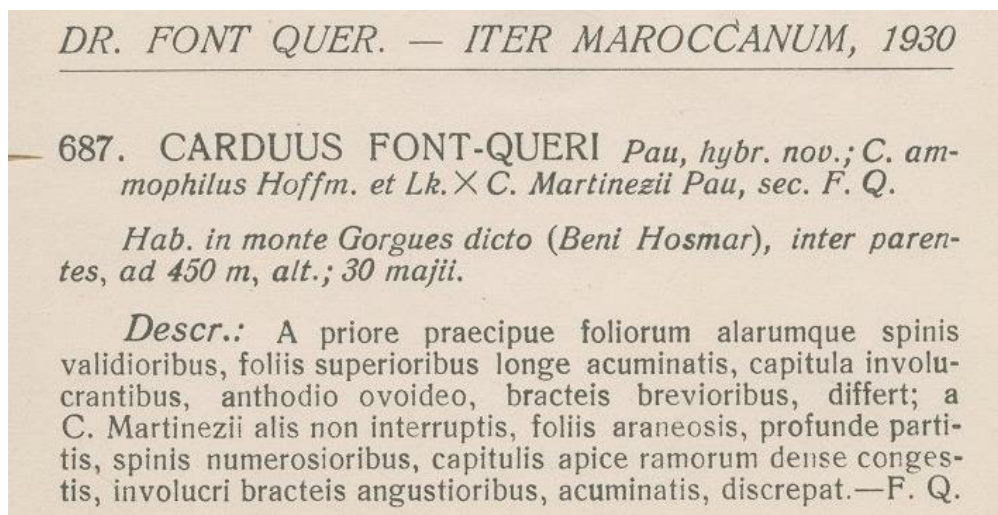 DR. FONT QUER. — ITER MAROCCANUM, 1930
687. CARDUUS FONT-QUERI Pau, hybr. nov.; C. am-
mophilus Hoffm. et Lk. × C. Martinezii Pau, sec. F. Q.
Hab. in monte Gorgues dicto (Beni Hosmar), inter paren-
tes, ad 450 m, alt.; 30 majii.
Descr.: A priore praecipue foliorum alarumque spinis
validioribus, foliis superioribus longe acuminatis, capitula involu-
crantibus, anthodio ovoideo, bracteis brevioribus, differt; a
C. Martinezii alis non interruptis, foliis araneosis, profunde parti-
tis, spinis numerosioribus, capitulis apice ramorum dense conges-
tis, involucri bracteis angustioribus, acuminatis, discrepat.—F. Q.